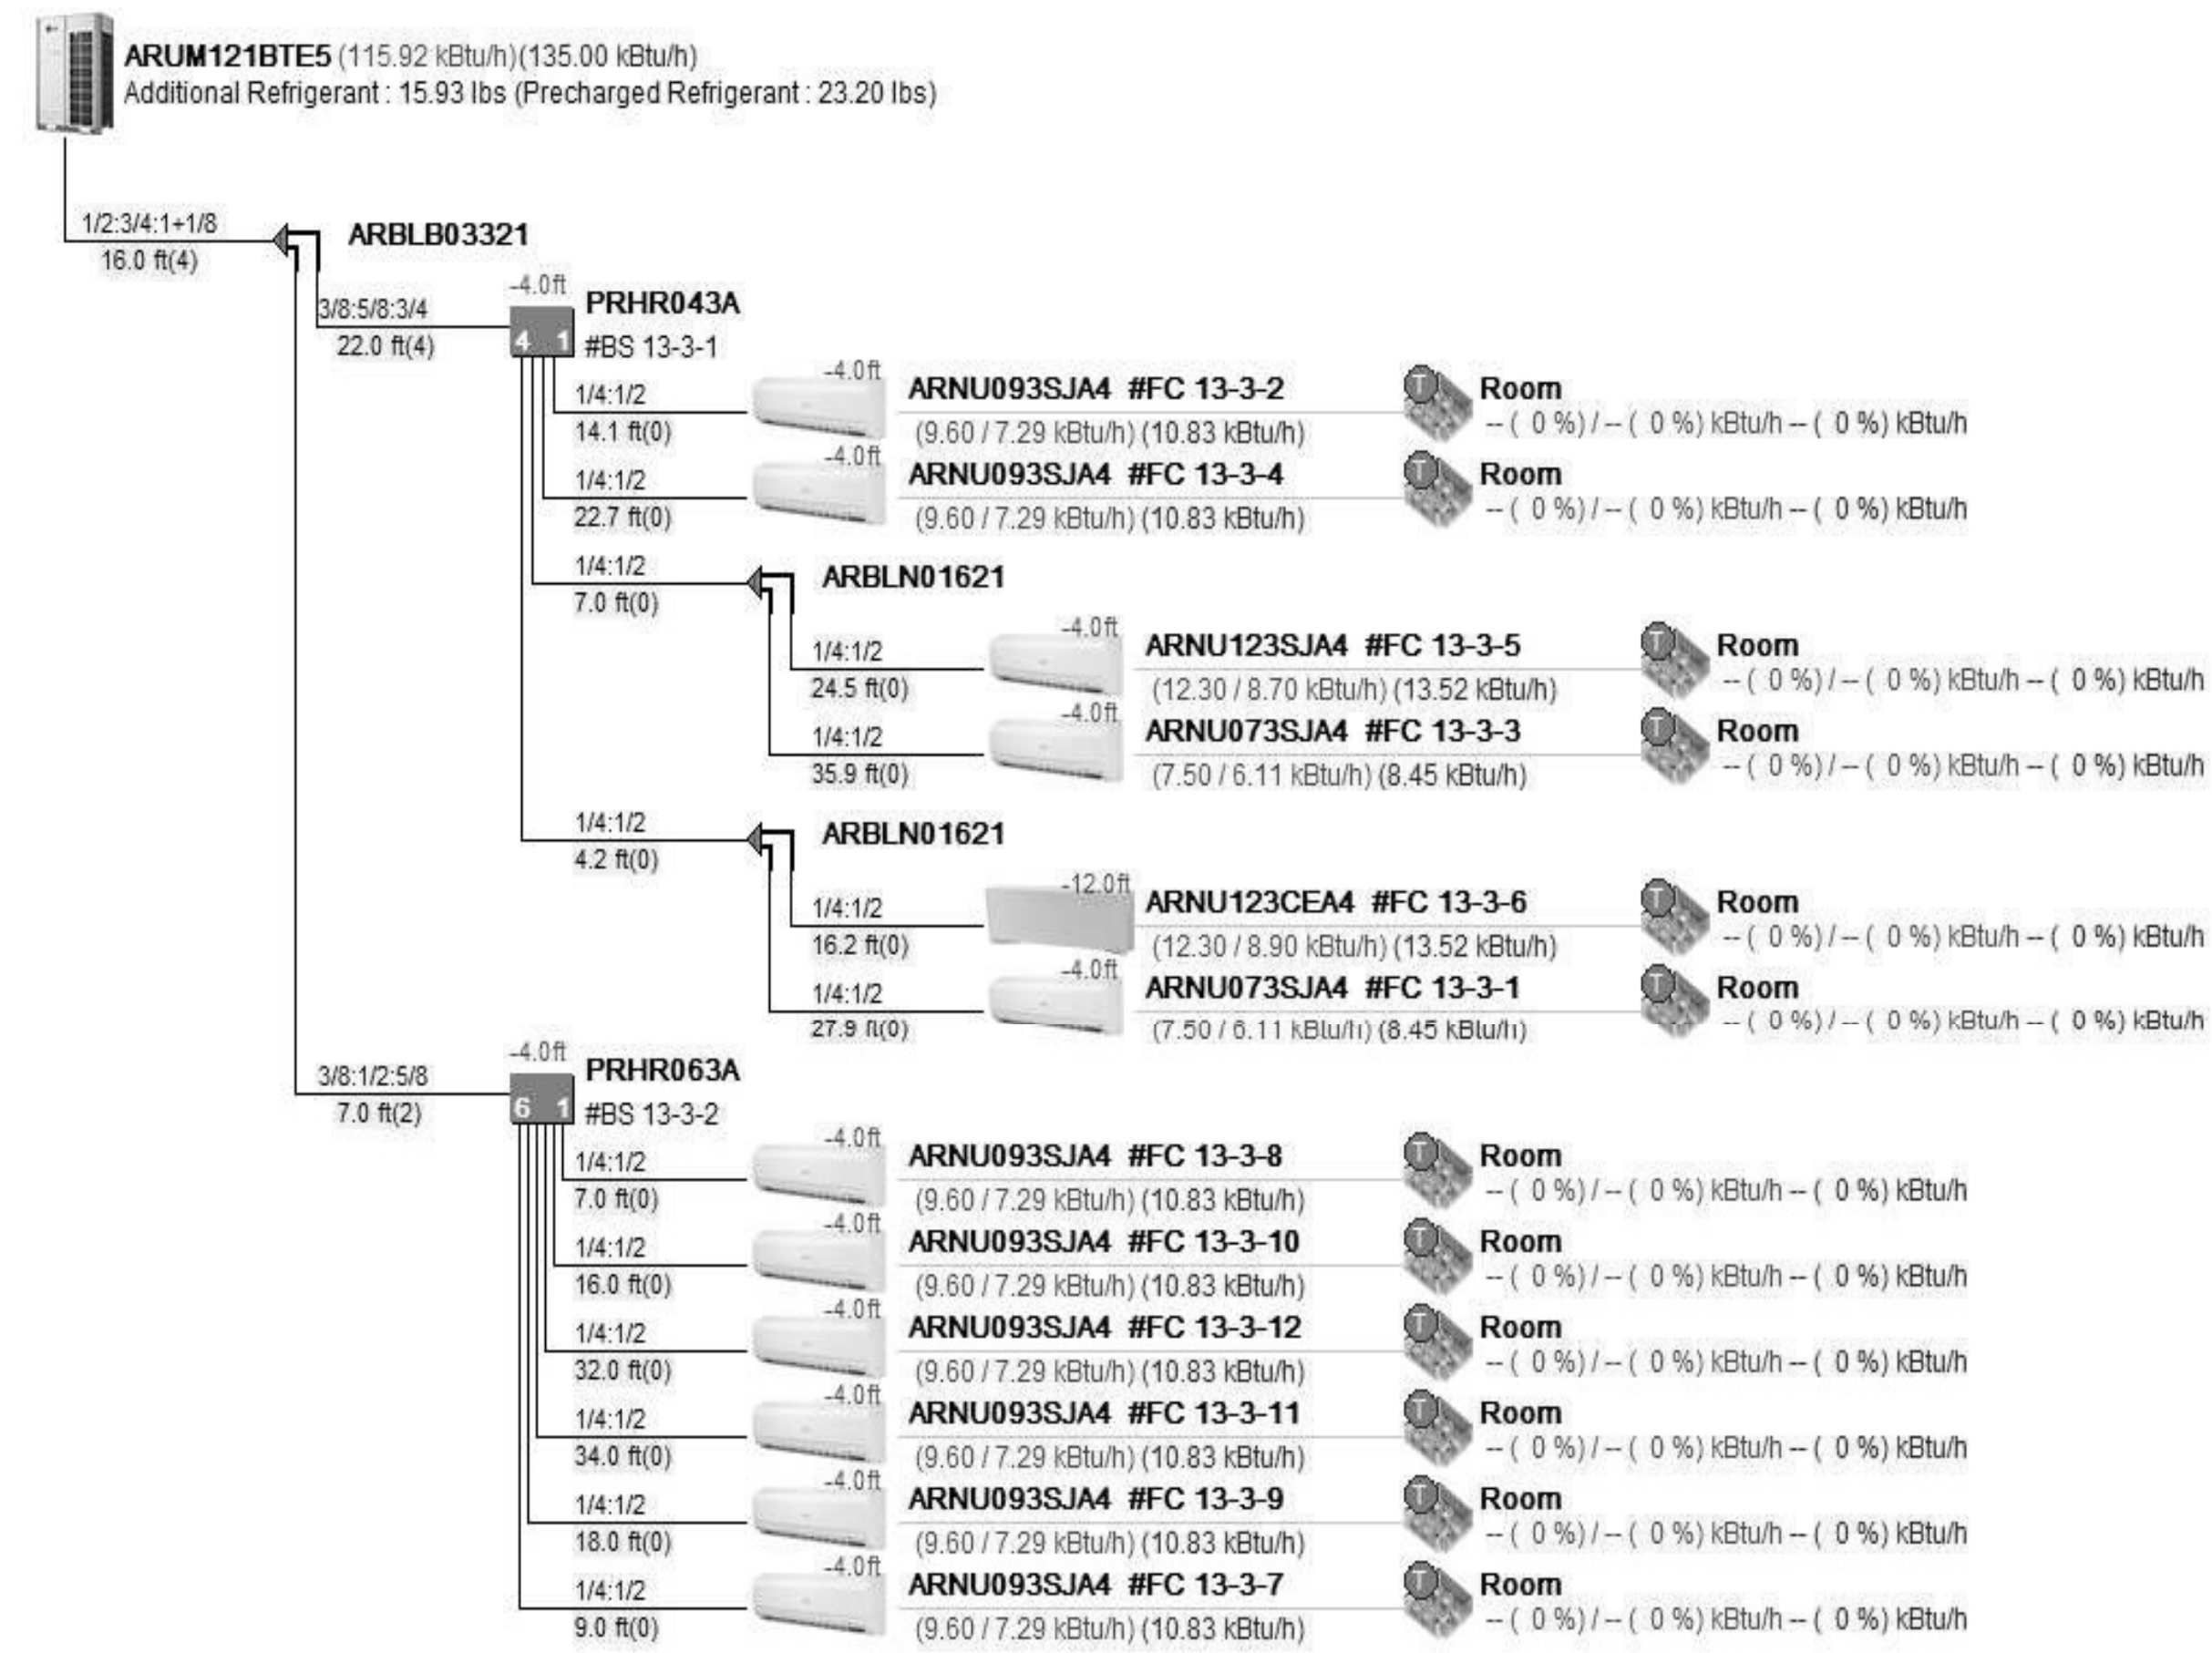 ARUM121BTE5 (115.92 kBtu/h)(135.00 kBtu/h)
Additional Refrigerant : 15.93 lbs (Precharged Refrigerant : 23.20 lbs)
1/2:3/4:1+1/8
16.0 ft(4)
ARBLB03321
3/8:5/8:3/4
22.0 ft(4)
-4.0ft
4 1
PRHR043A
#BS 13-3-1
1/4:1/2
14.1 ft(0)
-4.0ft
ARNU093SJA4 #FC 13-3-2
(9.60 / 7.29 kBtu/h) (10.83 kBtu/h)
T
Room
-- ( 0 %) / -- ( 0 %) kBtu/h -- ( 0 %) kBtu/h
1/4:1/2
22.7 ft(0)
-4.0ft
ARNU093SJA4 #FC 13-3-4
(9.60 / 7.29 kBtu/h) (10.83 kBtu/h)
T
Room
-- ( 0 %) / -- ( 0 %) kBtu/h -- ( 0 %) kBtu/h
1/4:1/2
7.0 ft(0)
ARBLN01621
1/4:1/2
24.5 ft(0)
-4.0ft
ARNU123SJA4 #FC 13-3-5
(12.30 / 8.70 kBtu/h) (13.52 kBtu/h)
T
Room
-- ( 0 %) / -- ( 0 %) kBtu/h -- ( 0 %) kBtu/h
1/4:1/2
35.9 ft(0)
-4.0ft
ARNU073SJA4 #FC 13-3-3
(7.50 / 6.11 kBtu/h) (8.45 kBtu/h)
T
Room
-- ( 0 %) / -- ( 0 %) kBtu/h -- ( 0 %) kBtu/h
1/4:1/2
4.2 ft(0)
ARBLN01621
1/4:1/2
16.2 ft(0)
-12.0ft
ARNU123CEA4 #FC 13-3-6
(12.30 / 8.90 kBtu/h) (13.52 kBtu/h)
T
Room
-- ( 0 %) / -- ( 0 %) kBtu/h -- ( 0 %) kBtu/h
1/4:1/2
27.9 ft(0)
-4.0ft
ARNU073SJA4 #FC 13-3-1
(7.50 / 6.11 kBtu/h) (8.45 kBtu/h)
T
Room
-- ( 0 %) / -- ( 0 %) kBtu/h -- ( 0 %) kBtu/h
3/8:1/2:5/8
7.0 ft(2)
-4.0ft
6 1
PRHR063A
#BS 13-3-2
1/4:1/2
7.0 ft(0)
-4.0ft
ARNU093SJA4 #FC 13-3-8
(9.60 / 7.29 kBtu/h) (10.83 kBtu/h)
T
Room
-- ( 0 %) / -- ( 0 %) kBtu/h -- ( 0 %) kBtu/h
1/4:1/2
16.0 ft(0)
-4.0ft
ARNU093SJA4 #FC 13-3-10
(9.60 / 7.29 kBtu/h) (10.83 kBtu/h)
T
Room
-- ( 0 %) / -- ( 0 %) kBtu/h -- ( 0 %) kBtu/h
1/4:1/2
32.0 ft(0)
-4.0ft
ARNU093SJA4 #FC 13-3-12
(9.60 / 7.29 kBtu/h) (10.83 kBtu/h)
T
Room
-- ( 0 %) / -- ( 0 %) kBtu/h -- ( 0 %) kBtu/h
1/4:1/2
34.0 ft(0)
-4.0ft
ARNU093SJA4 #FC 13-3-11
(9.60 / 7.29 kBtu/h) (10.83 kBtu/h)
T
Room
-- ( 0 %) / -- ( 0 %) kBtu/h -- ( 0 %) kBtu/h
1/4:1/2
18.0 ft(0)
-4.0ft
ARNU093SJA4 #FC 13-3-9
(9.60 / 7.29 kBtu/h) (10.83 kBtu/h)
T
Room
-- ( 0 %) / -- ( 0 %) kBtu/h -- ( 0 %) kBtu/h
1/4:1/2
9.0 ft(0)
-4.0ft
ARNU093SJA4 #FC 13-3-7
(9.60 / 7.29 kBtu/h) (10.83 kBtu/h)
T
Room
-- ( 0 %) / -- ( 0 %) kBtu/h -- ( 0 %) kBtu/h